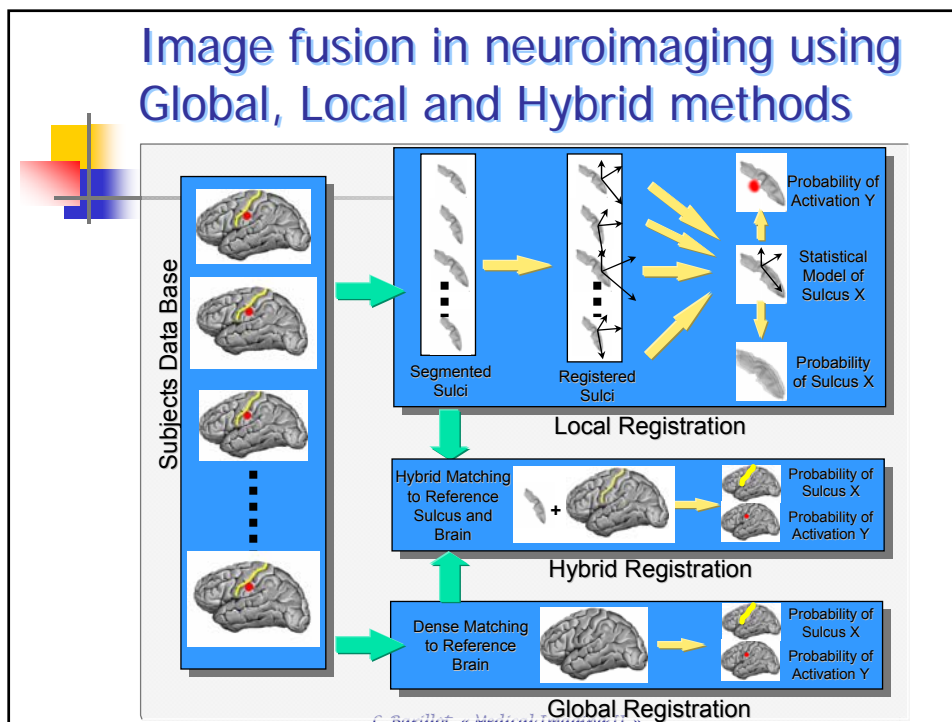 Image fusion in neuroimaging using
Global, Local and Hybrid methods
Subjects Data Base
Segmented
Sulci
Registered
Sulci
Probability of
Activation Y
Statistical
Model of
Sulcus X
Probability
of Sulcus X
Local Registration
Hybrid Matching
to Reference
Sulcus and
Brain
+
Probability of
Sulcus X
Probability of
Activation Y
Hybrid Registration
Dense Matching
to Reference
Brain
Probability of
Sulcus X
Probability of
Activation Y
Global Registration